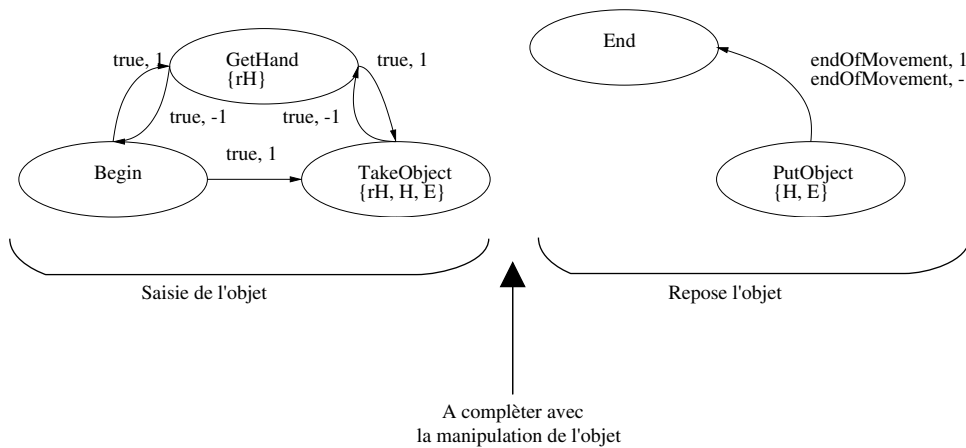 GetHand
{rH}
true, 1
true, 1
true, -1
true, -1
Begin
true, 1
TakeObject
{rH, H, E}
Saisie de l'objet
End
endOfMovement, 1
endOfMovement, -
PutObject
{H, E}
Repose l'objet
A complèter avec
la manipulation de l'objet